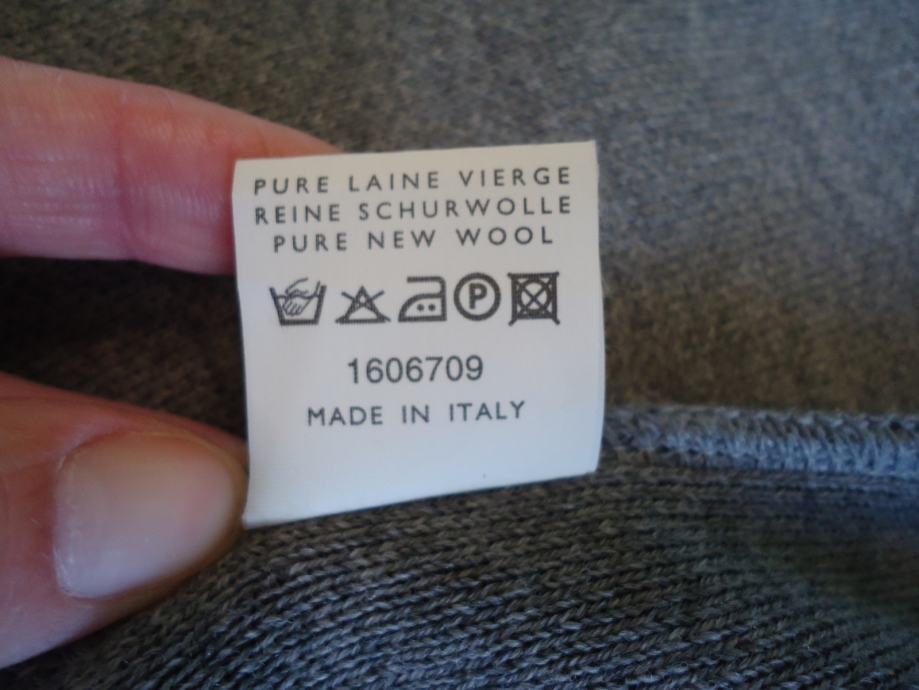 PURE LAINE VIERGE
REINE SCHURWOLLE
PURE NEW WOOL
P
1606709
MADE IN ITALY